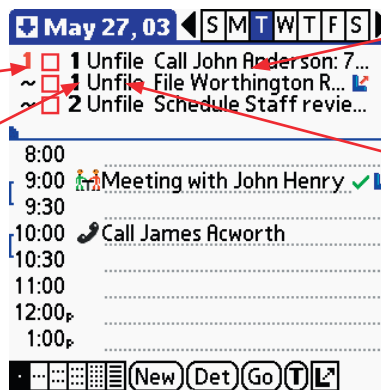 May 27, 03 S M T W T F S
1 1 Unfile Call John Anderson: 7...
~ 1 Unfile File Worthington R...
~ 2 Unfile Schedule Staff revie...
8:00
9:00 Meeting with John Henry
9:30
10:00 Call James Acworth
10:30
11:00
12:00P
1:00P
New Det Go T